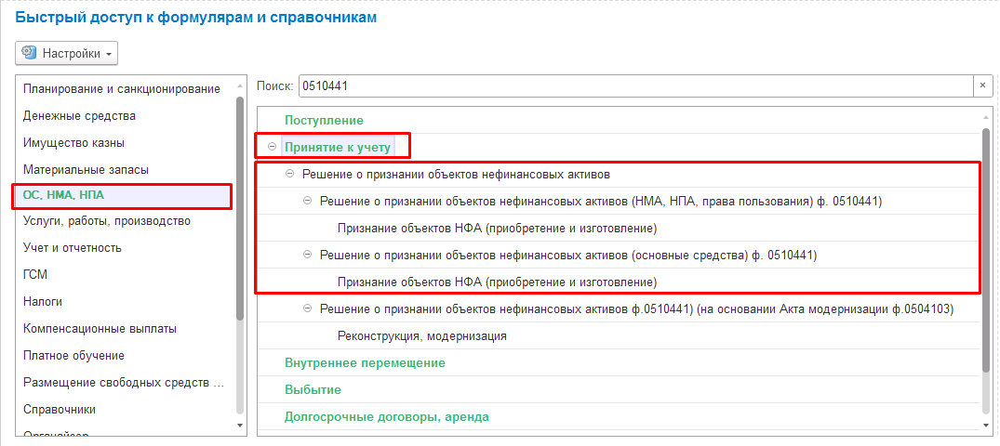 Быстрый доступ к формулярам и справочникам
Настройки
Планирование и санкционирование
Денежные средства
Имущество казны
Материальные запасы
ОС, НМА, НПА
Услуги, работы, производство
Учет и отчетность
ГСМ
Налоги
Компенсационные выплаты
Платное обучение
Размещение свободных средств ...
Справочники
Органайзер
Поиск: 0510441
Поступление
Принятие к учету
Решение о признании объектов нефинансовых активов
Решение о признании объектов нефинансовых активов (НМА, НПА, права пользования) ф. 0510441)
Признание объектов НФА (приобретение и изготовление)
Решение о признании объектов нефинансовых активов (основные средства) ф. 0510441)
Признание объектов НФА (приобретение и изготовление)
Решение о признании объектов нефинансовых активов ф.0510441) (на основании Акта модернизации ф.0504103)
Реконструкция, модернизация
Внутреннее перемещение
Выбытие
Долгосрочные договоры, аренда